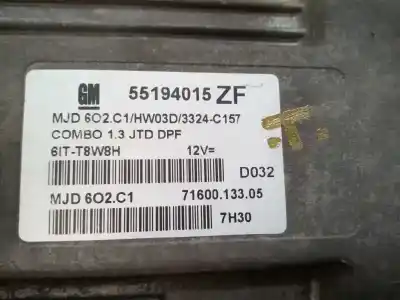 GM 55194015 ZF
MJD 6O2.C1/HW03D/3324-C157
COMBO 1.3 JTD DPF
6IT-T8W8H 12V=
D032
MJD 6O2.C1 71600.133.05
7H30